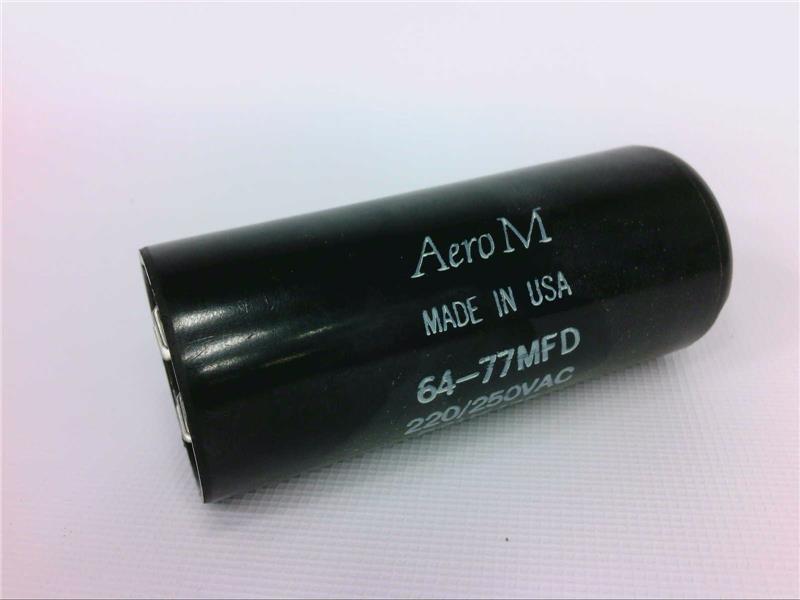 Aero M
MADE IN USA
64-77MFD
220/250VAC